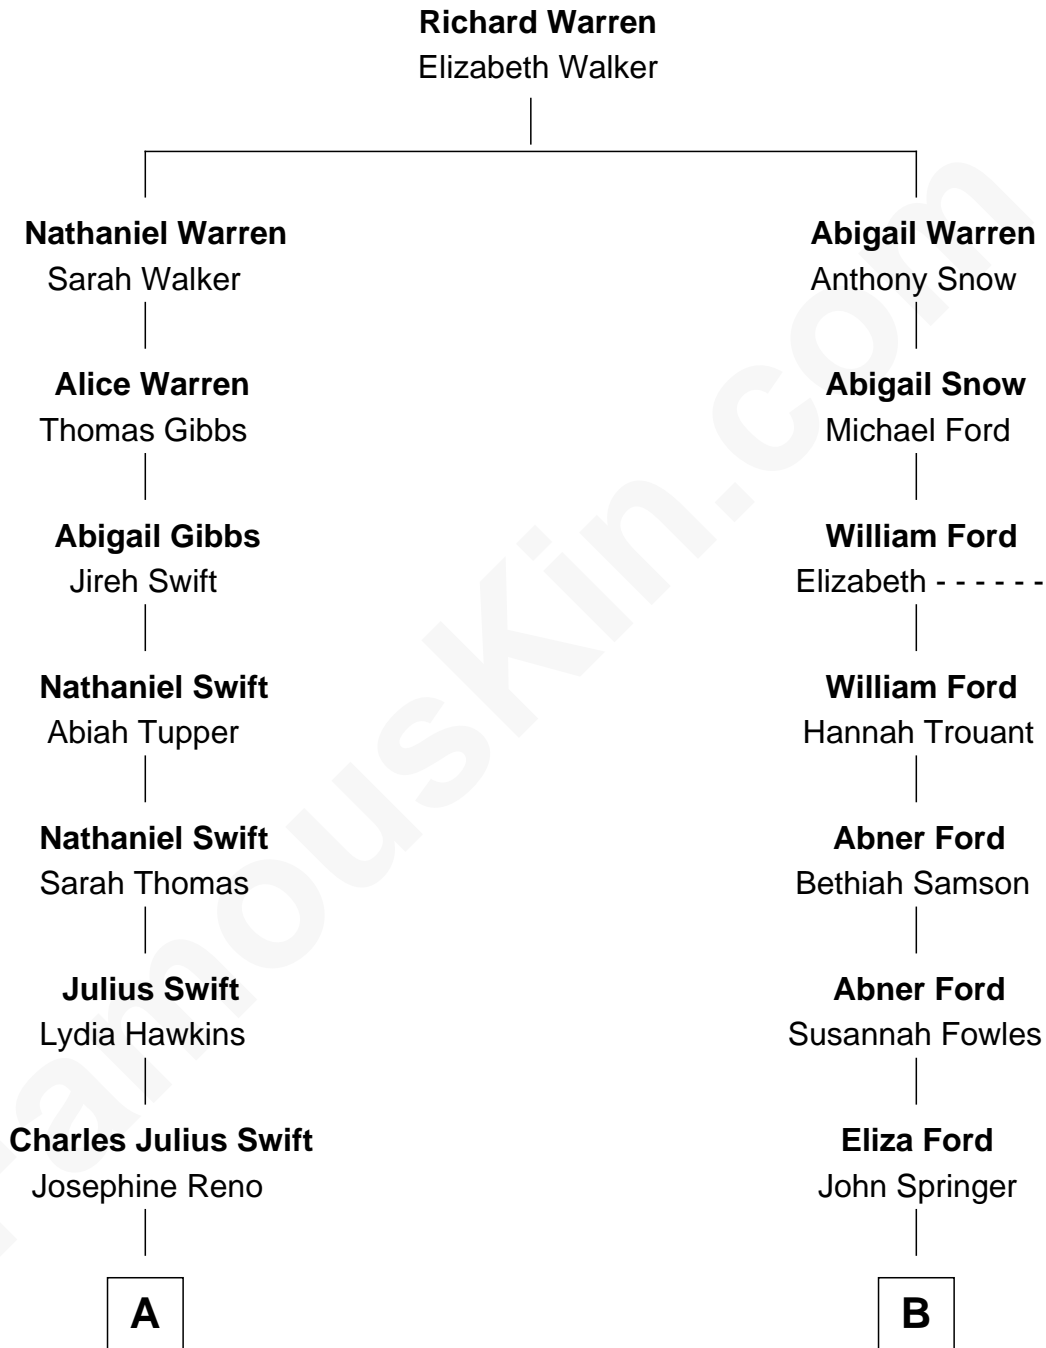 Richard Warren
Elizabeth Walker
Nathaniel Warren
Sarah Walker
Alice Warren
Thomas Gibbs
Abigail Gibbs
Jireh Swift
Nathaniel Swift
Abiah Tupper
Nathaniel Swift
Sarah Thomas
Julius Swift
Lydia Hawkins
Charles Julius Swift
Josephine Reno
A
Abigail Warren
Anthony Snow
Abigail Snow
Michael Ford
William Ford
Elizabeth - - - - - -
William Ford
Hannah Trouant
Abner Ford
Bethiah Samson
Abner Ford
Susannah Fowles
Eliza Ford
John Springer
B
FamousKin.com